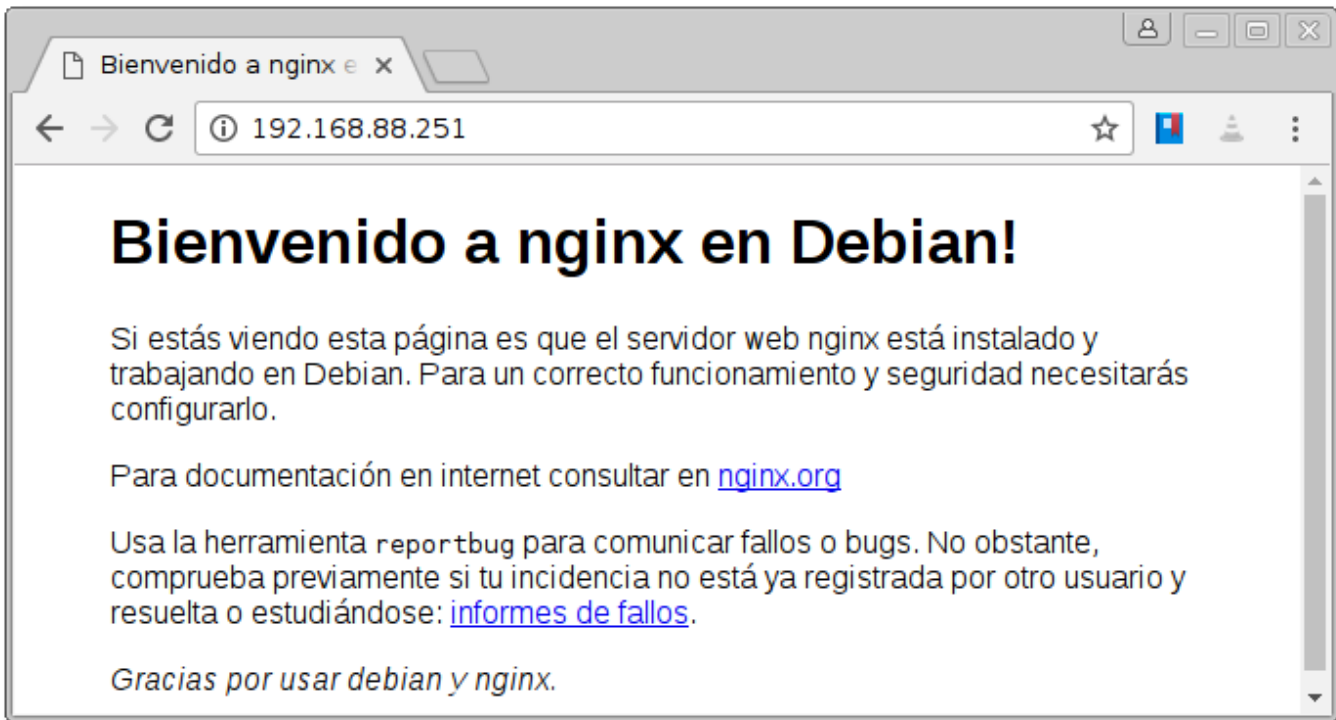 Bienvenido a nginx e
192.168.88.251
Bienvenido a nginx en Debian!
Si estás viendo esta página es que el servidor web nginx está instalado y
trabajando en Debian. Para un correcto funcionamiento y seguridad necesitarás
configurarlo.
Para documentación en internet consultar en nginx.org
Usa la herramienta reportbug para comunicar fallos o bugs. No obstante,
comprueba previamente si tu incidencia no está ya registrada por otro usuario y
resuelta o estudiándose: informes de fallos.
Gracias por usar debian y nginx.